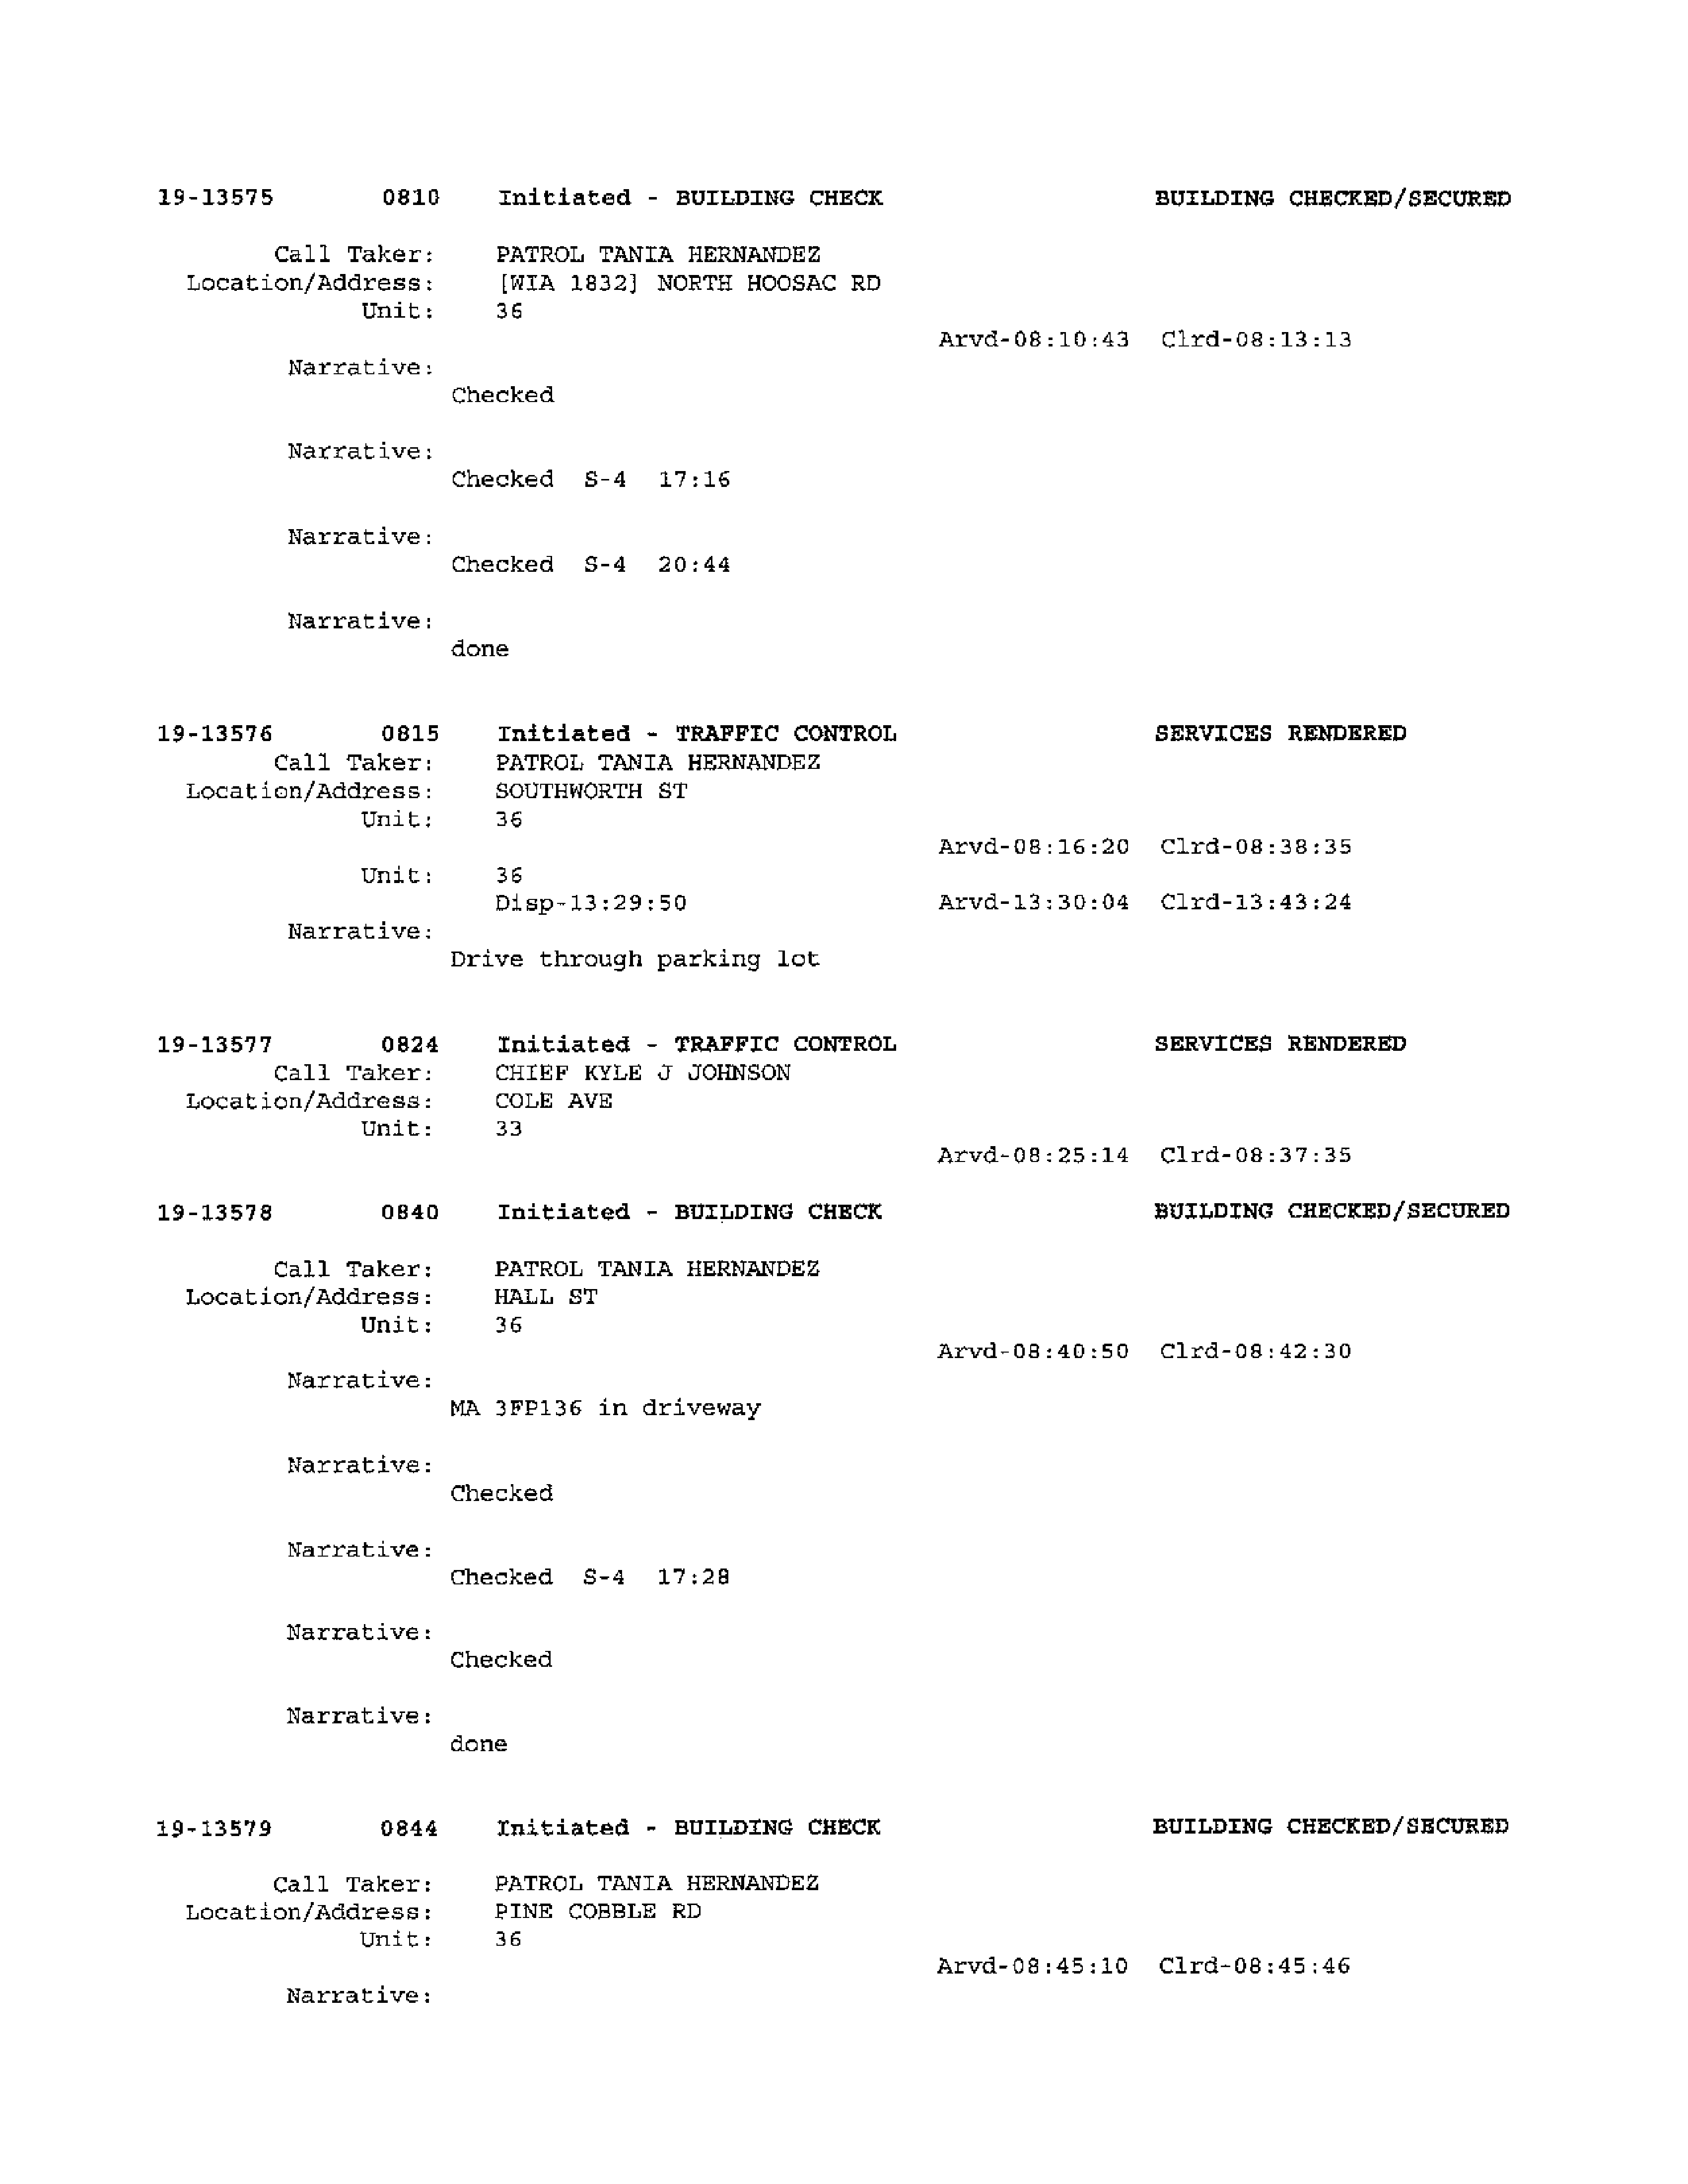 19-13575 0810 Initiated - BUILDING CHECK BUILDING CHECKED/SECURED
Call Taker: PATROL TANIA HERNANDEZ
Location/Address: [WIA 1832] NORTH HOOSAC RD
Unit: 36
Arvd-08:10:43 Clrd-08:13:13
Narrative:
Checked
Narrative:
Checked S-4 17:16
Narrative:
Checked S-4 20:44
Narrative:
done
19-13576 0815 Initiated - TRAFFIC CONTROL SERVICES RENDERED
Call Taker: PATROL TANIA HERNANDEZ
Location/Address: SOUTHWORTH ST
Unit: 36
Arvd-08:16:20 Clrd-08:38:35
Unit: 36
Disp-13:29:50 Arvd-13:30:04 Clrd-13:43:24
Narrative:
Drive through parking lot
19-13577 0824 Initiated - TRAFFIC CONTROL SERVICES RENDERED
Call Taker: CHIEF KYLE J JOHNSON
Location/Address: COLE AVE
Unit: 33
Arvd-08:25:14 Clrd-08:37:35
19-13578 0840 Initiated - BUILDING CHECK BUILDING CHECKED/SECURED
Call Taker: PATROL TANIA HERNANDEZ
Location/Address: HALL ST
Unit: 36
Arvd-08:40:50 Clrd-08:42:30
Narrative:
MA 3FP136 in driveway
Narrative:
Checked
Narrative:
Checked S-4 17:28
Narrative:
Checked
Narrative:
done
19-13579 0844 Initiated - BUILDING CHECK BUILDING CHECKED/SECURED
Call Taker: PATROL TANIA HERNANDEZ
Location/Address: PINE COBBLE RD
Unit: 36
Arvd-08:45:10 Clrd-08:45:46
Narrative: